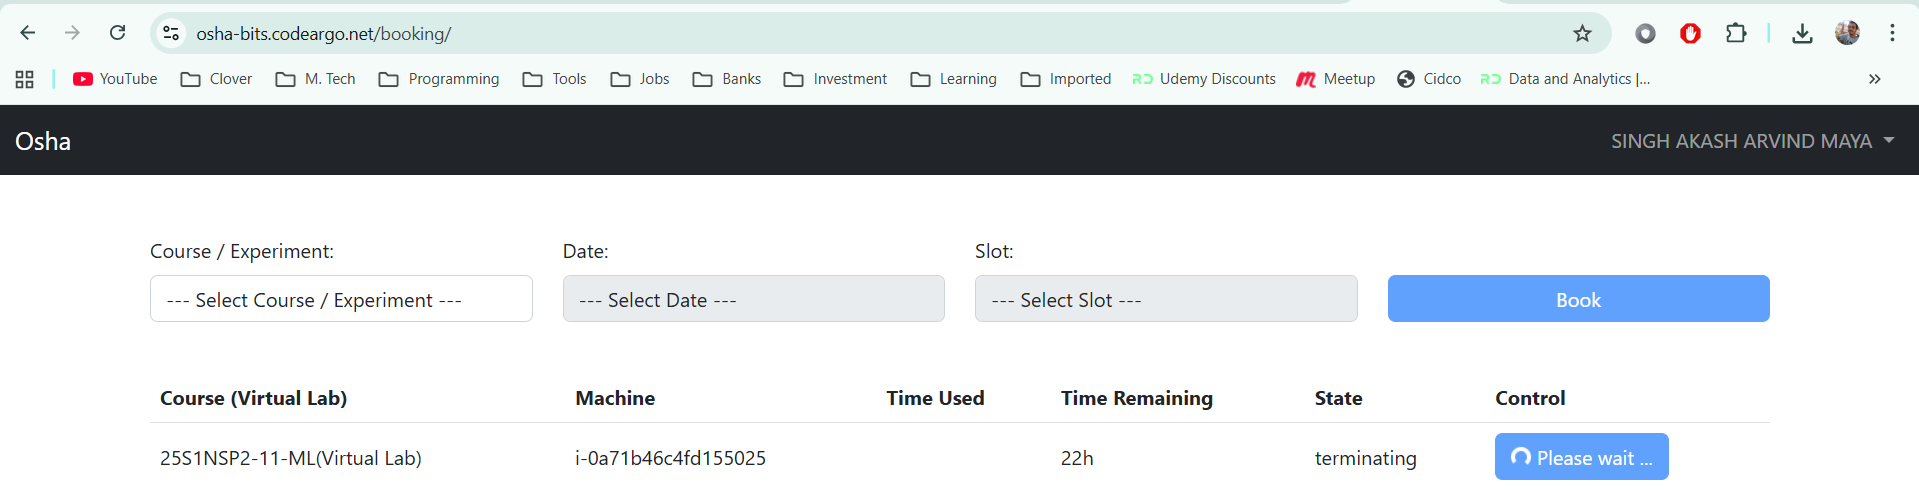 osha-bits.codeargo.net/booking/
YouTube Clover M. Tech Programming Tools Jobs Banks Investment Learning Imported Udemy Discounts Meetup Cidco Data and Analytics |... »
Osha SINGH AKASH ARVIND MAYA
Course / Experiment: Date: Slot:
--- Select Course / Experiment --- --- Select Date --- --- Select Slot --- Book
Course (Virtual Lab) Machine Time Used Time Remaining State Control
25S1NSP2-11-ML(Virtual Lab) i-0a71b46c4fd155025 22h terminating Please wait ...